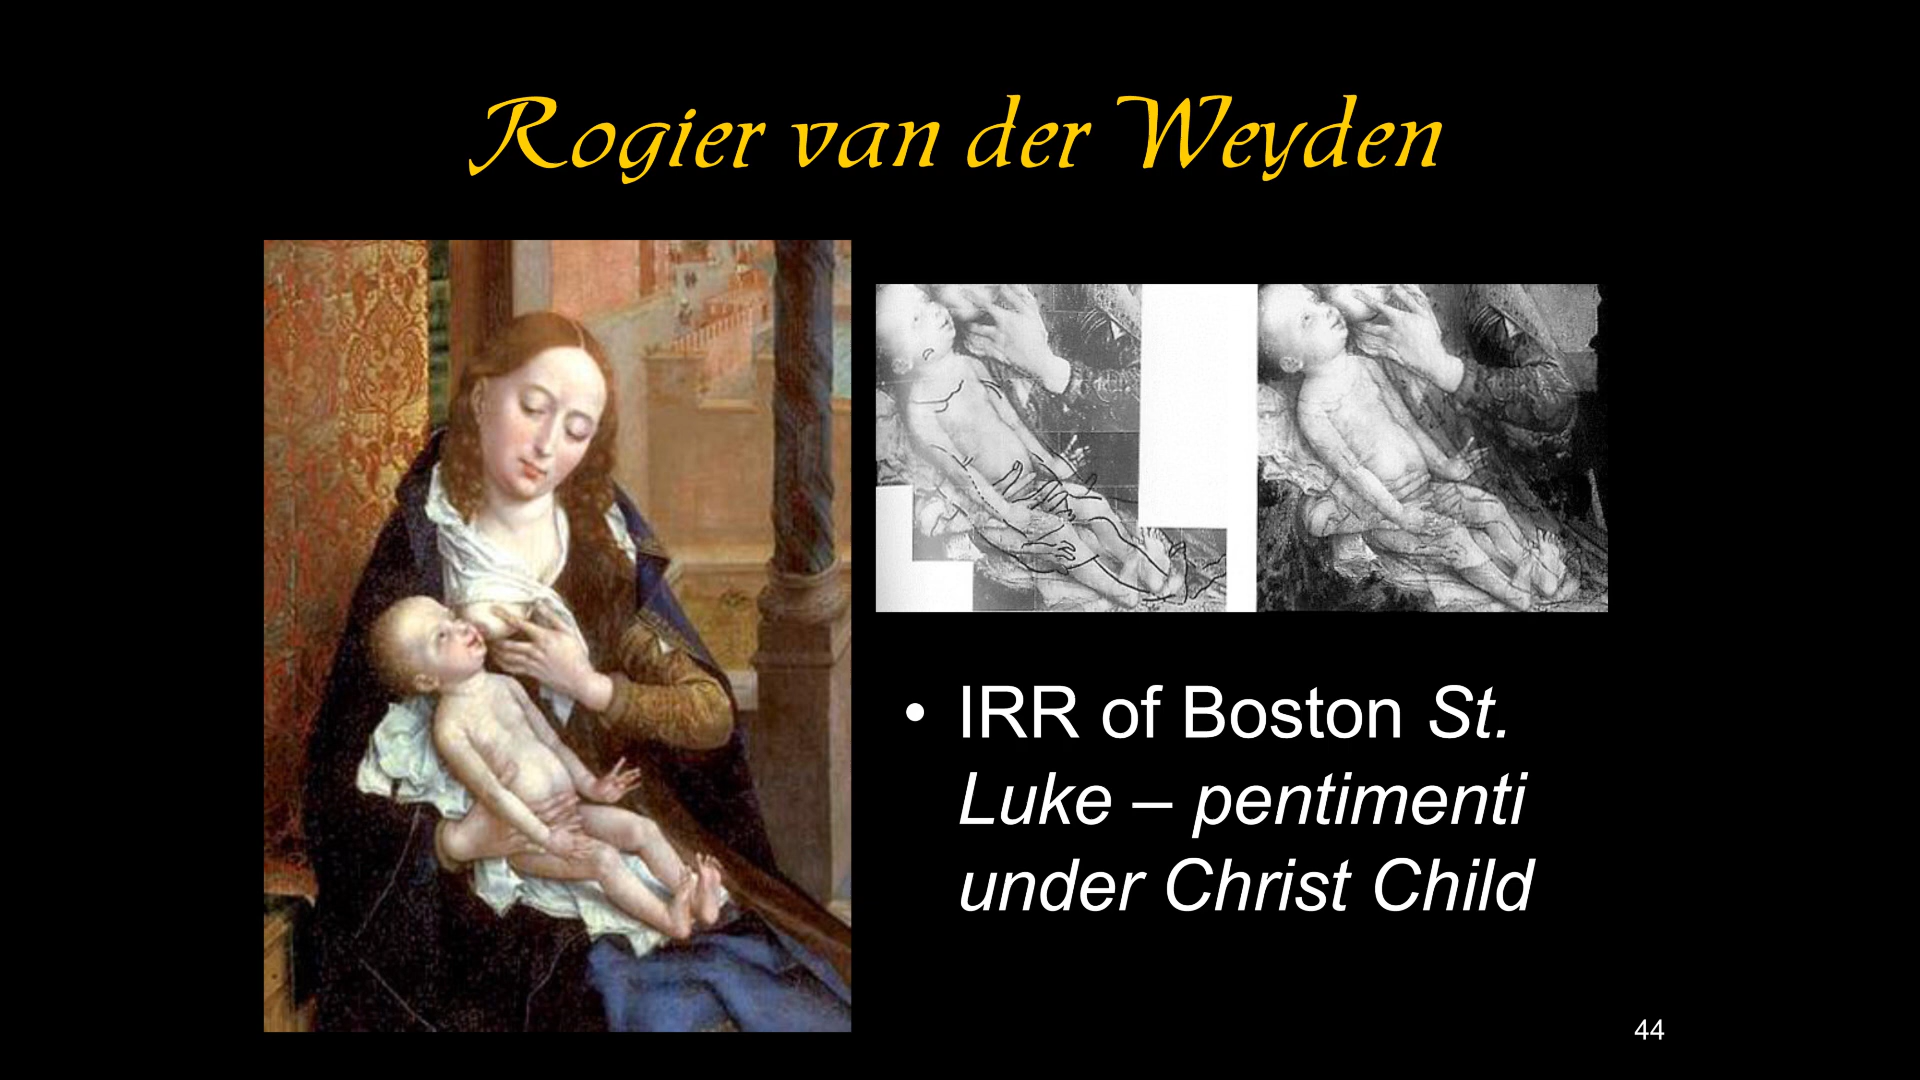 Rogier van der Weyden
• IRR of Boston St.
Luke – pentimenti
under Christ Child
44